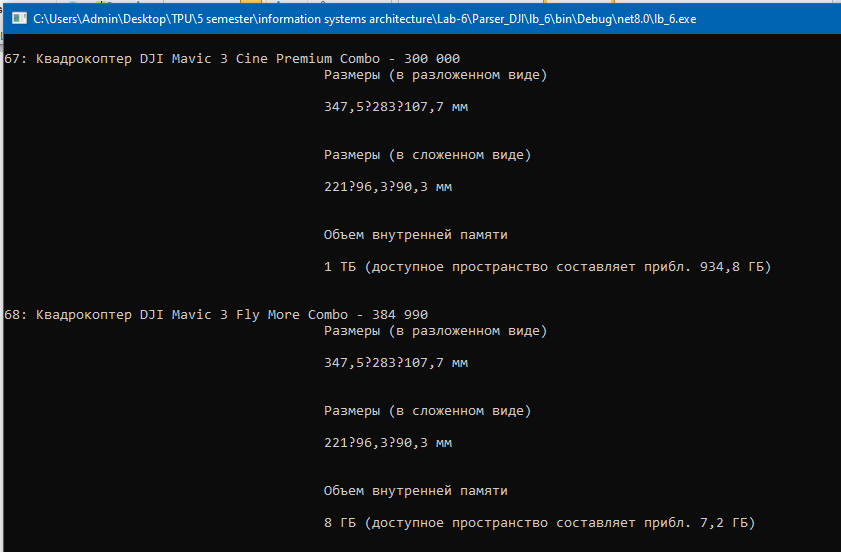 C:\Users\Admin\Desktop\TPU\5 semester\information systems architecture\Lab-6\Parser_DJI\lb_6\bin\Debug\net8.0\lb_6.exe
67: Квадрокоптер DJI Mavic 3 Cine Premium Combo - 300 000
Размеры (в разложенном виде)
347,5?283?107,7 мм
Размеры (в сложенном виде)
221?96,3?90,3 мм
Объем внутренней памяти
1 ТБ (доступное пространство составляет прибл. 934,8 ГБ)
68: Квадрокоптер DJI Mavic 3 Fly More Combo - 384 990
Размеры (в разложенном виде)
347,5?283?107,7 мм
Размеры (в сложенном виде)
221?96,3?90,3 мм
Объем внутренней памяти
8 ГБ (доступное пространство составляет прибл. 7,2 ГБ)